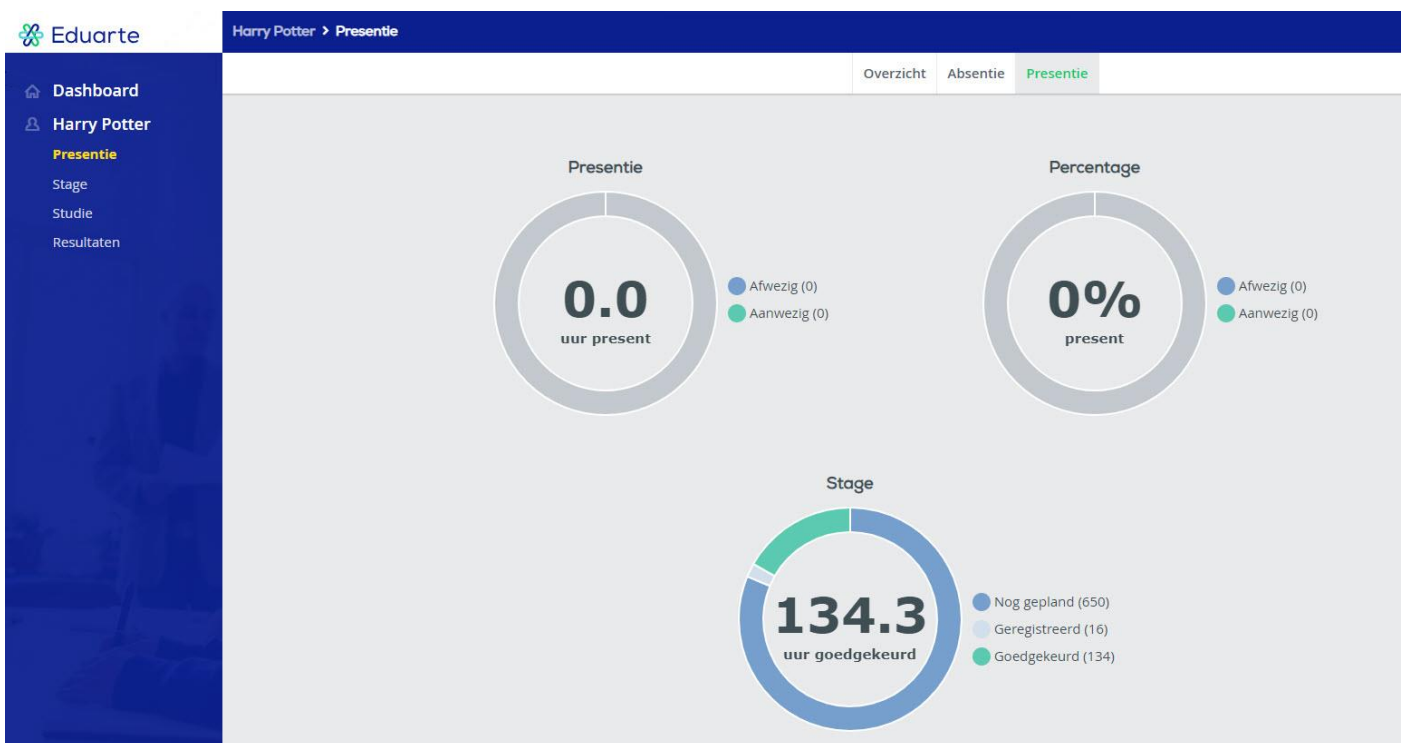 Eduarte
Harry Potter > Presentie
Overzicht Absentie Presentie
Dashboard
Harry Potter
Presentie
Stage
Studie
Resultaten
Presentie
0.0
uur present
Afwezig (0)
Aanwezig (0)
Percentage
0%
present
Afwezig (0)
Aanwezig (0)
Stage
134.3
uur goedgekeurd
Nog gepland (650)
Geregistreerd (16)
Goedgekeurd (134)